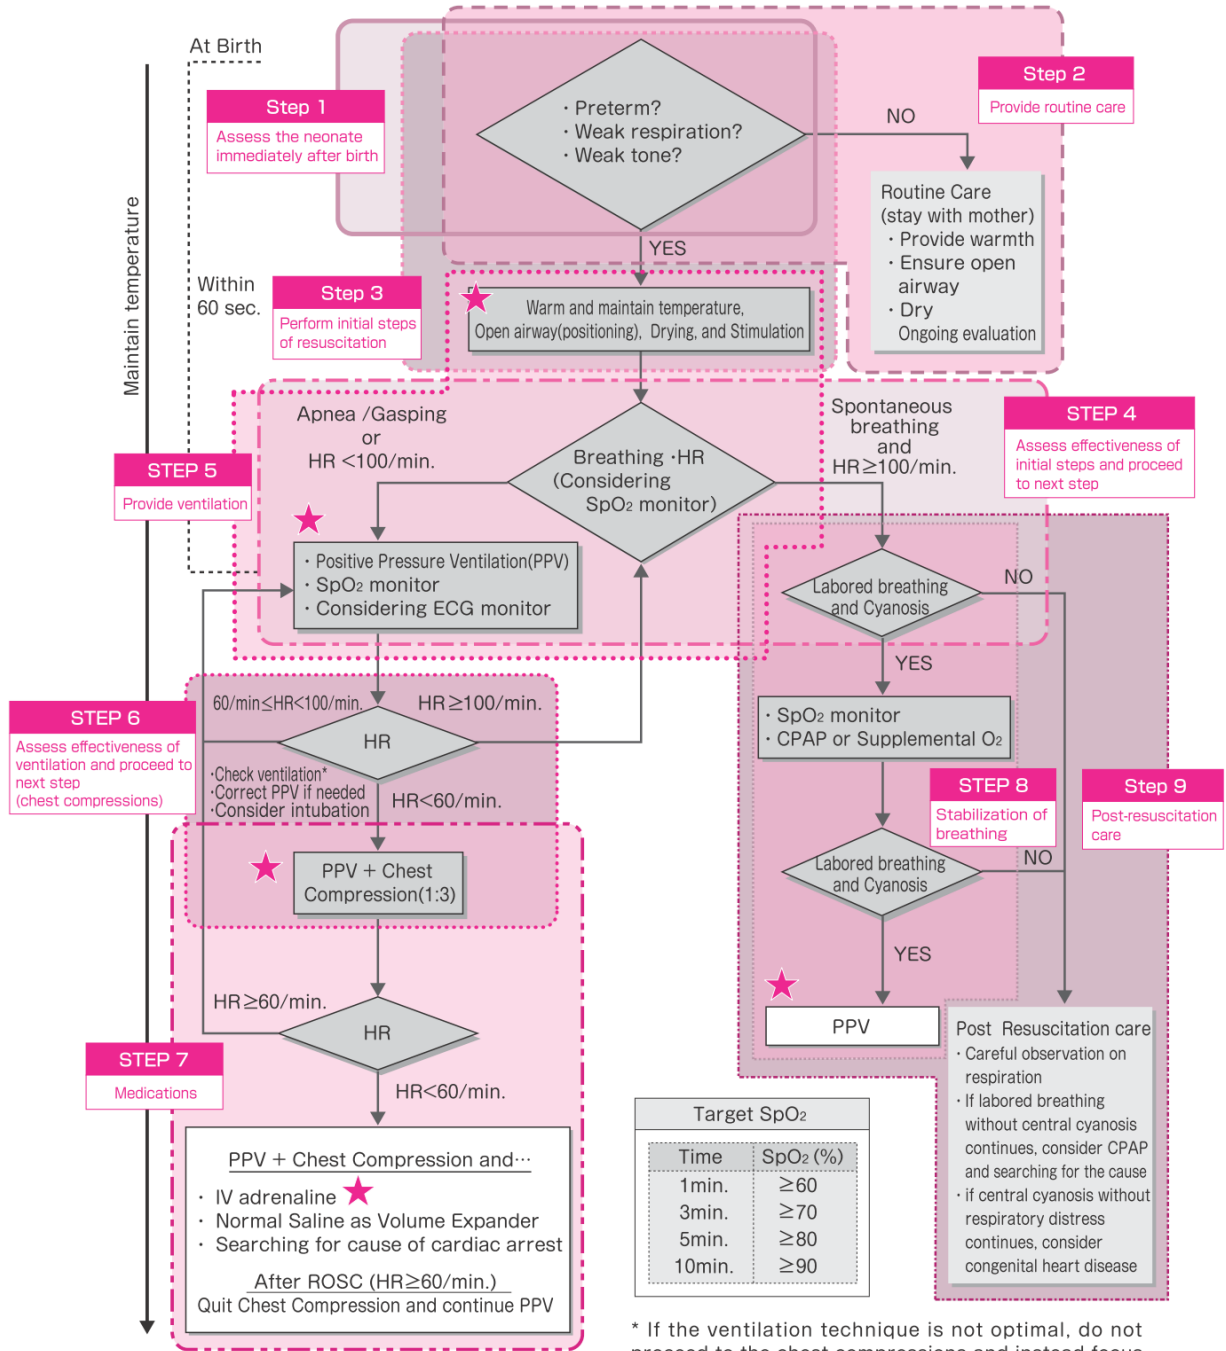 At Birth
Step 1
Assess the neonate
immediately after birth
· Preterm?
· Weak respiration?
· Weak tone?
NO
Step 2
Provide routine care
Routine Care
(stay with mother)
· Provide warmth
· Ensure open
airway
· Dry
Ongoing evaluation
YES
Maintain temperature
Within
60 sec.
Step 3
Perform initial steps
of resuscitation
Warm and maintain temperature,
Open airway(positioning), Drying, and Stimulation
Apnea /Gasping
or
HR <100/min.
Breathing ·HR
(Considering
SpO₂ monitor)
Spontaneous
breathing
and
HR≥100/min.
STEP 4
Assess effectiveness of
initial steps and proceed
to next step
STEP 5
Provide ventilation
· Positive Pressure Ventilation(PPV)
· SpO₂ monitor
· Considering ECG monitor
Labored breathing
and Cyanosis
NO
YES
STEP 6
Assess effectiveness of
ventilation and proceed to
next step
(chest compressions)
60/min≤HR<100/min.
HR≥100/min.
HR
·Check ventilation*
·Correct PPV if needed
·Consider intubation
HR<60/min.
· SpO₂ monitor
· CPAP or Supplemental O₂
STEP 8
Stabilization of
breathing
Step 9
Post-resuscitation
care
Labored breathing
and Cyanosis
NO
YES
PPV + Chest
Compression(1:3)
HR≥60/min.
HR
HR<60/min.
PPV
STEP 7
Medications
Post Resuscitation care
· Careful observation on
respiration
· If labored breathing
without central cyanosis
continues, consider CPAP
and searching for the cause
· if central cyanosis without
respiratory distress
continues, consider
congenital heart disease
PPV + Chest Compression and⋯
· IV adrenaline
· Normal Saline as Volume Expander
· Searching for cause of cardiac arrest
After ROSC (HR≥60/min.)
Quit Chest Compression and continue PPV
Target SpO₂
Time SpO₂ (%)
1min. ≥60
3min. ≥70
5min. ≥80
10min. ≥90
* If the ventilation technique is not optimal, do not
proceed to the chest compressions and instead focus